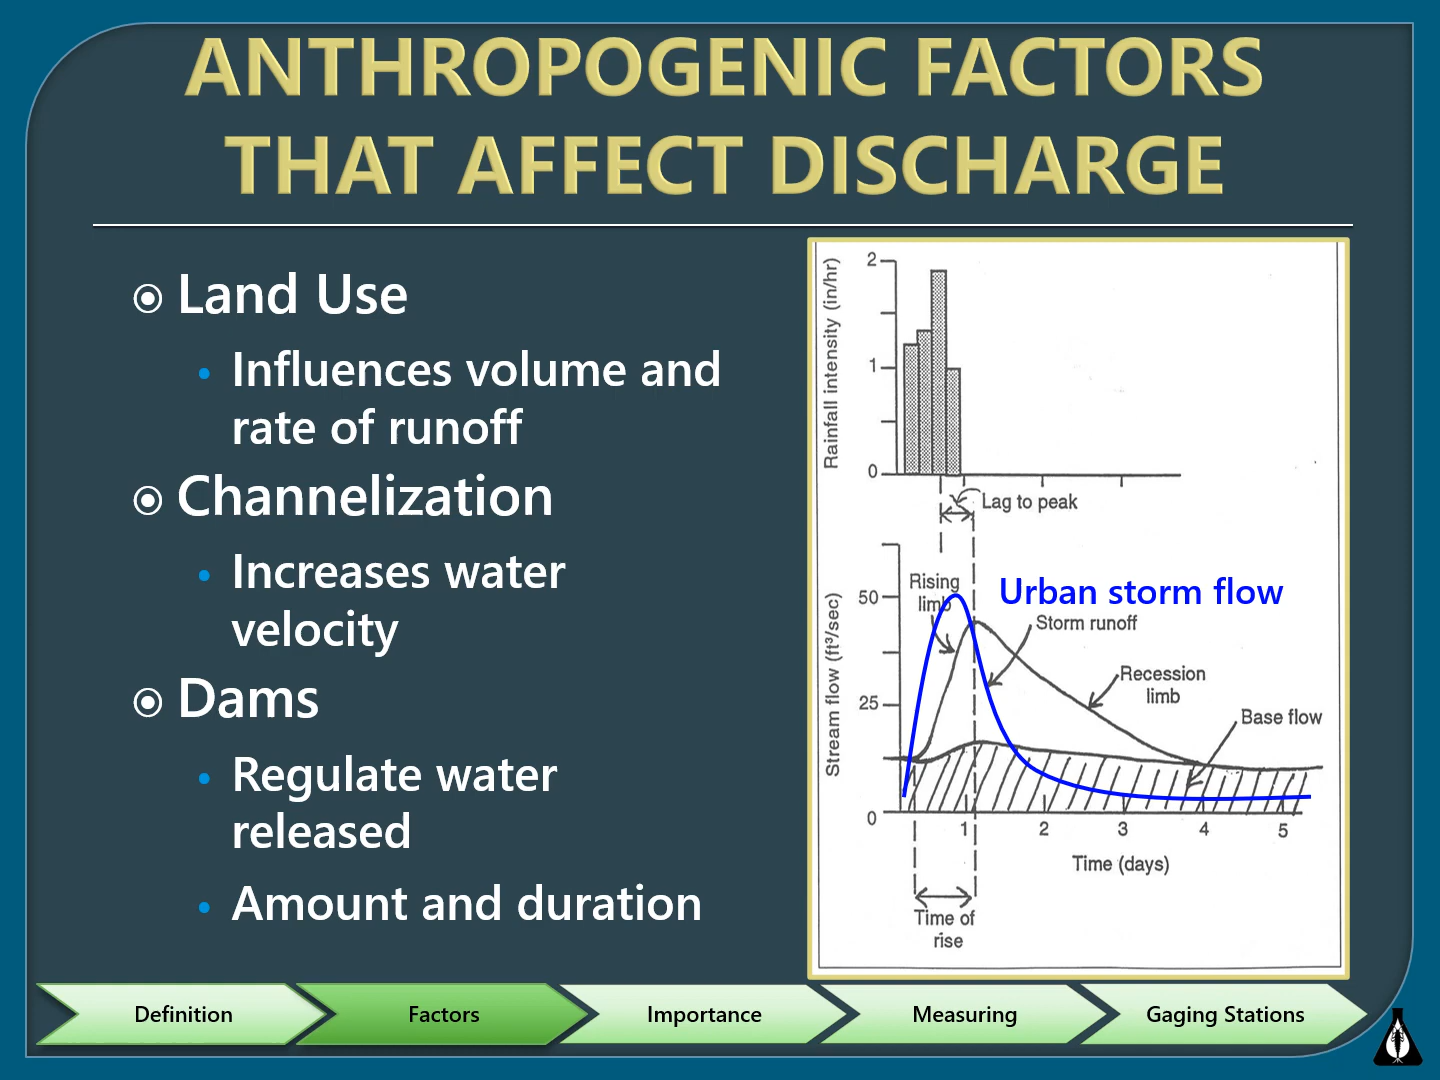 ANTHROPOGENIC FACTORS
THAT AFFECT DISCHARGE
Land Use
Influences volume and
rate of runoff
Channelization
Increases water
velocity
Dams
Regulate water
released
Amount and duration
Rainfall intensity (in/hr)
2
1
0
Lag to peak
Stream flow (ft³/sec)
50
25
0
Rising
limb
Urban storm flow
Storm runoff
Recession
limb
Base flow
1 2 3 4 5
Time (days)
Time of
rise
Definition
Factors
Importance
Measuring
Gaging Stations